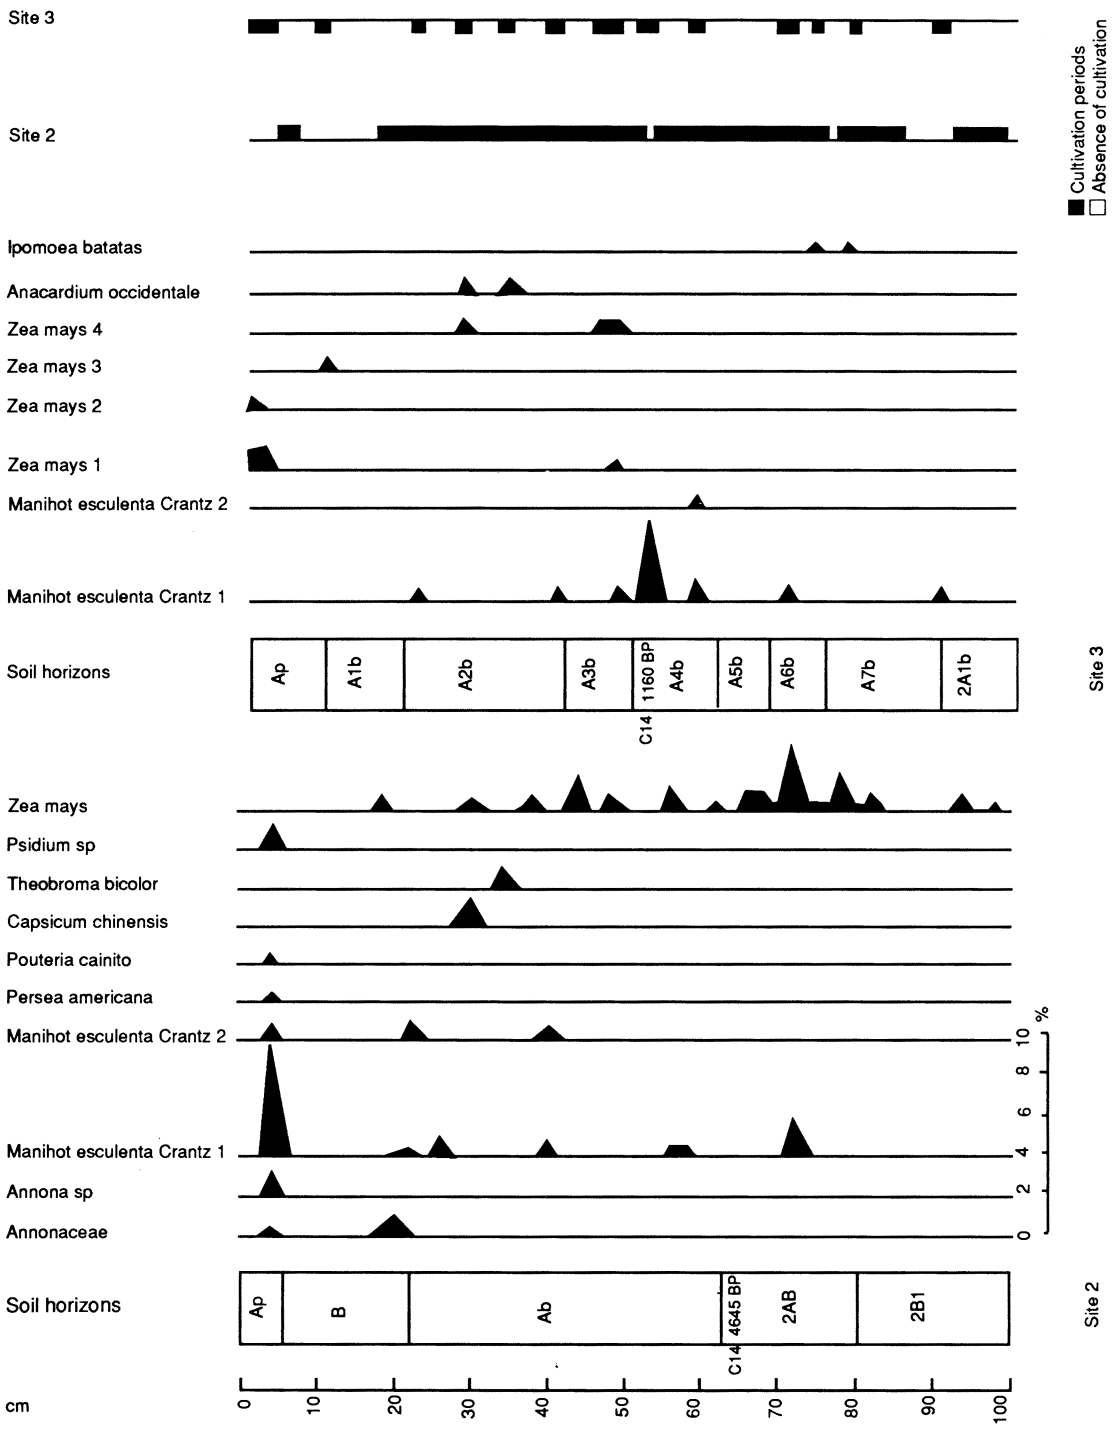 Site 3
Site 2
Cultivation periods
Absence of cultivation
Ipomoea batatas
Anacardium occidentale
Zea mays 4
Zea mays 3
Zea mays 2
Zea mays 1
Manihot esculenta Crantz 2
Manihot esculenta Crantz 1
Soil horizons
Ap
A1b
A2b
A3b
C14 1160 BP
A4b
A5b
A6b
A7b
2A1b
Site 3
Zea mays
Psidium sp
Theobroma bicolor
Capsicum chinensis
Pouteria cainito
Persea americana
Manihot esculenta Crantz 2
Manihot esculenta Crantz 1
Annona sp
Annonaceae
%
10
8
6
4
2
0
Soil horizons
Ap
B
Ab
C14 4645 BP
2AB
2B1
Site 2
cm
0 10 20 30 40 50 60 70 80 90 100